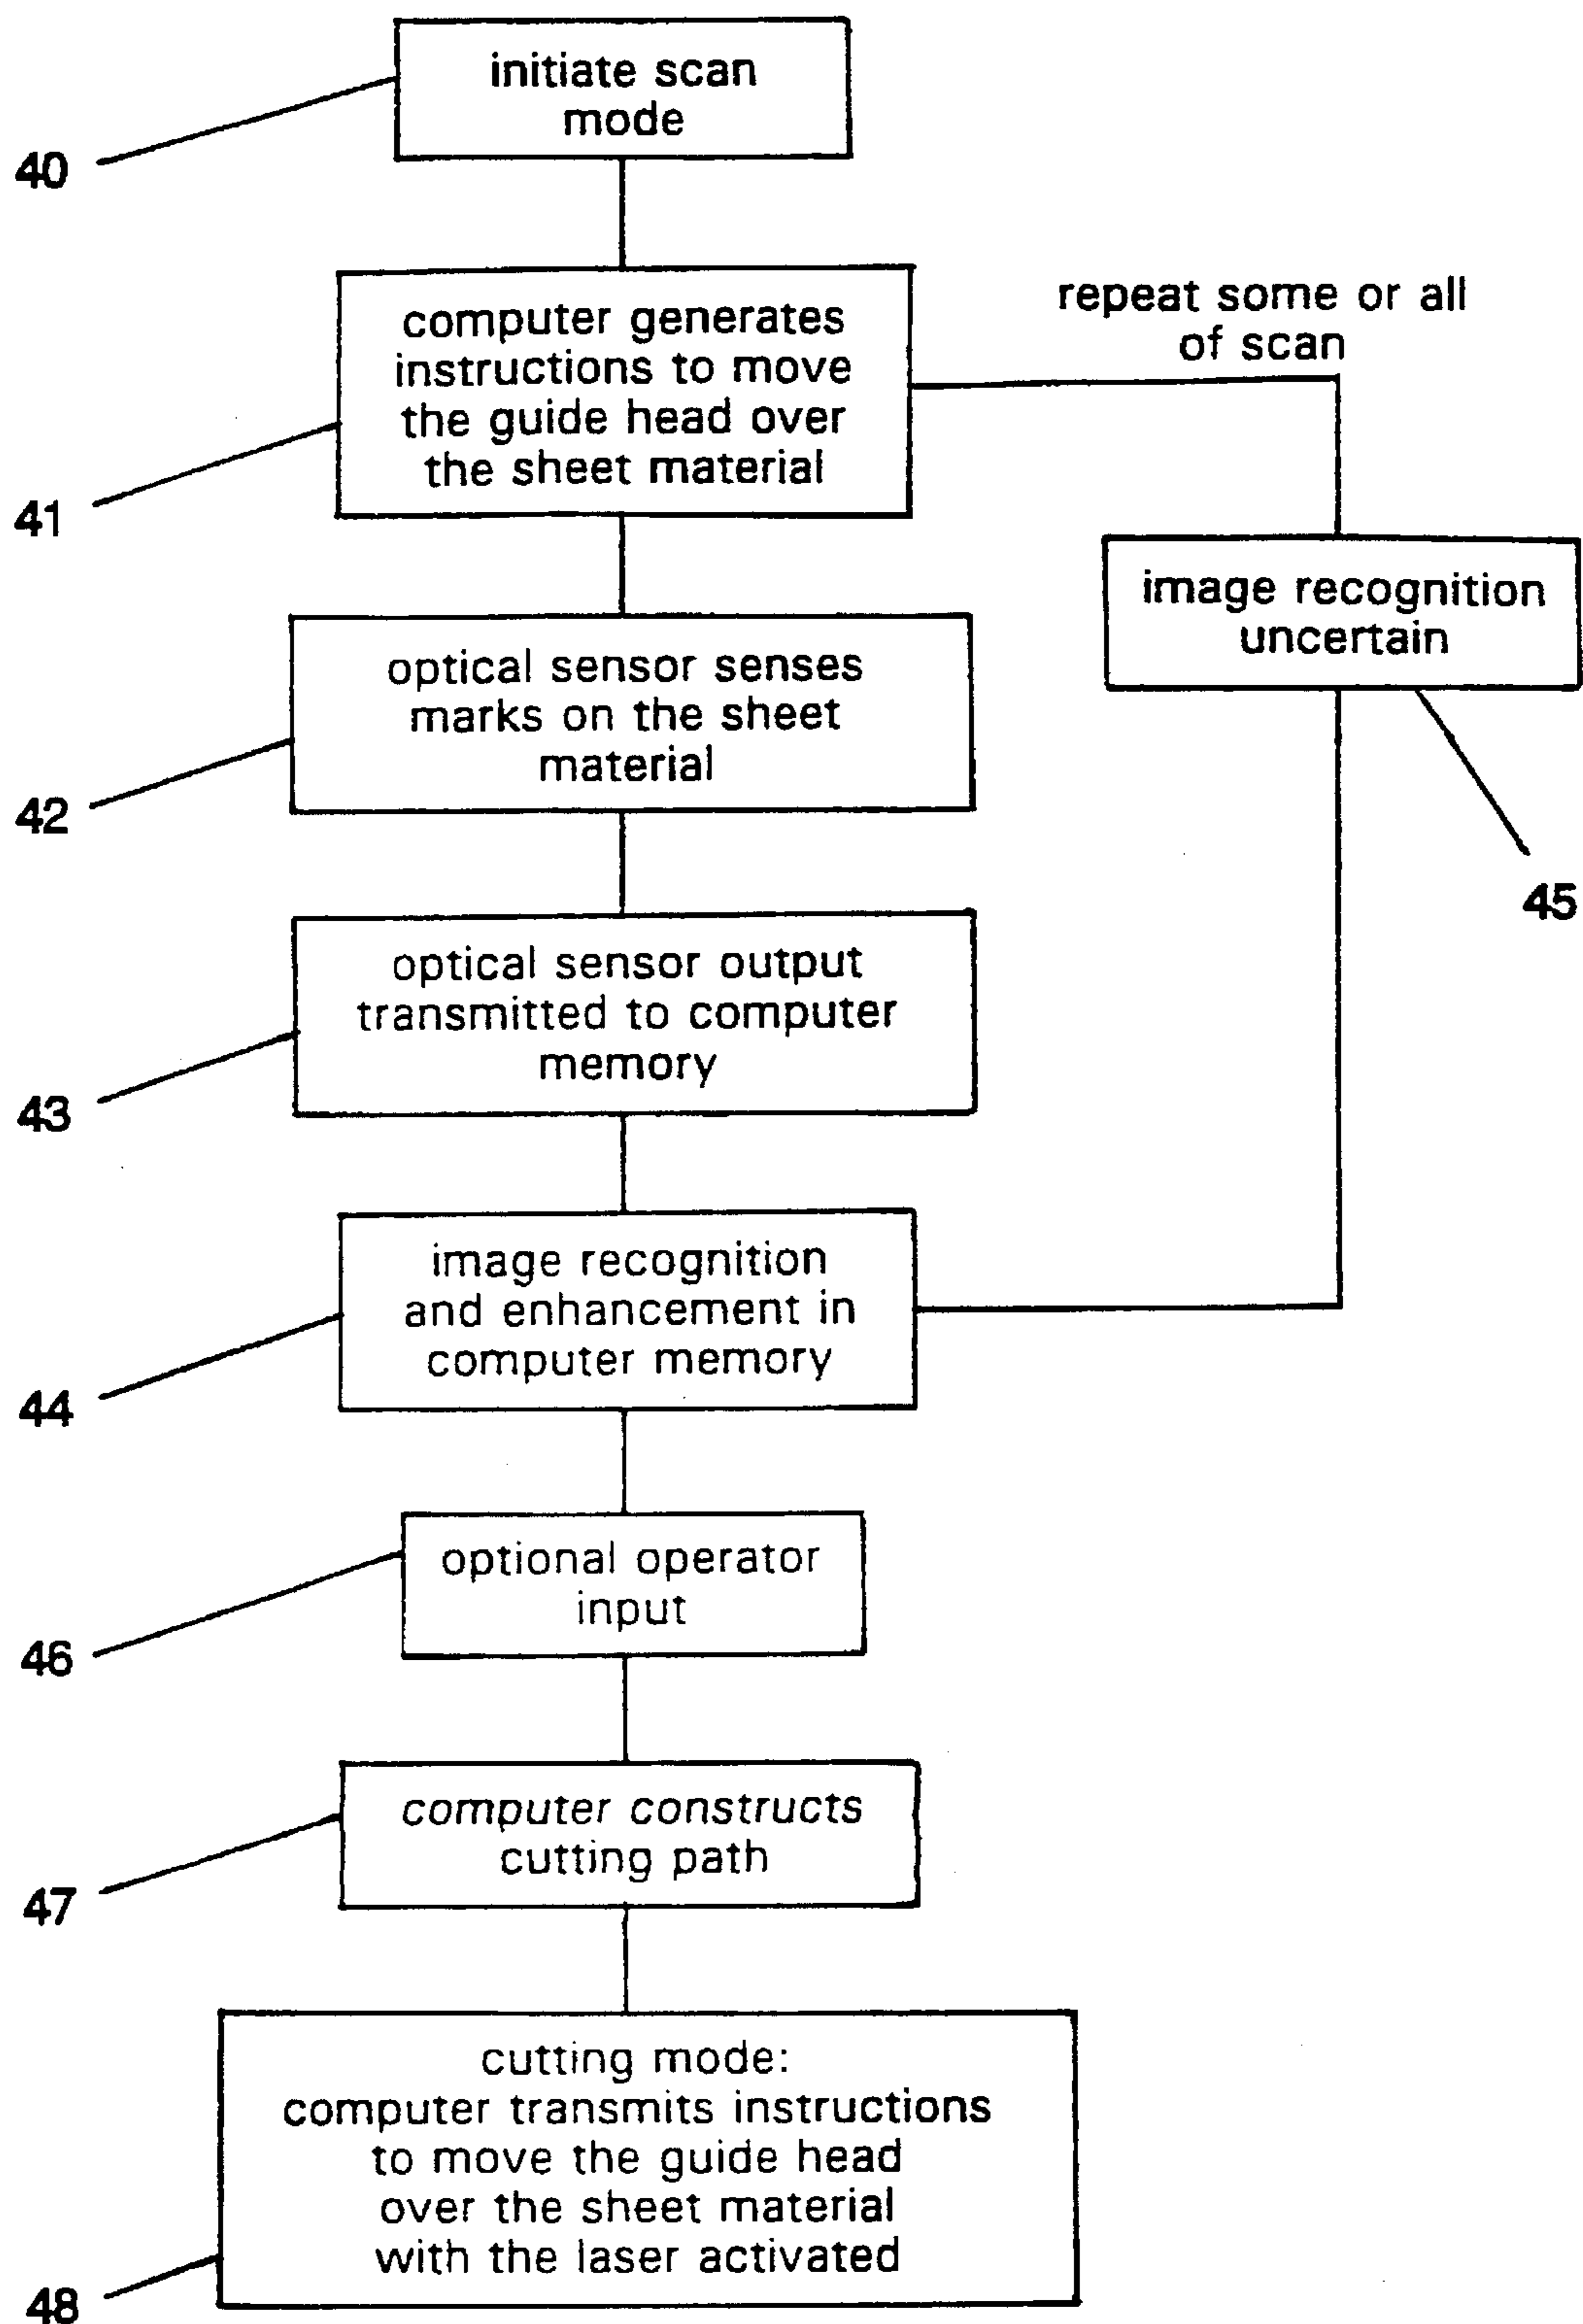 initiate scan
mode
40
computer generates
instructions to move
the guide head over
the sheet material
41
repeat some or all
of scan
image recognition
uncertain
45
optical sensor senses
marks on the sheet
material
42
optical sensor output
transmitted to computer
memory
43
image recognition
and enhancement in
computer memory
44
optional operator
input
46
computer constructs
cutting path
47
cutting mode:
computer transmits instructions
to move the guide head
over the sheet material
with the laser activated
48